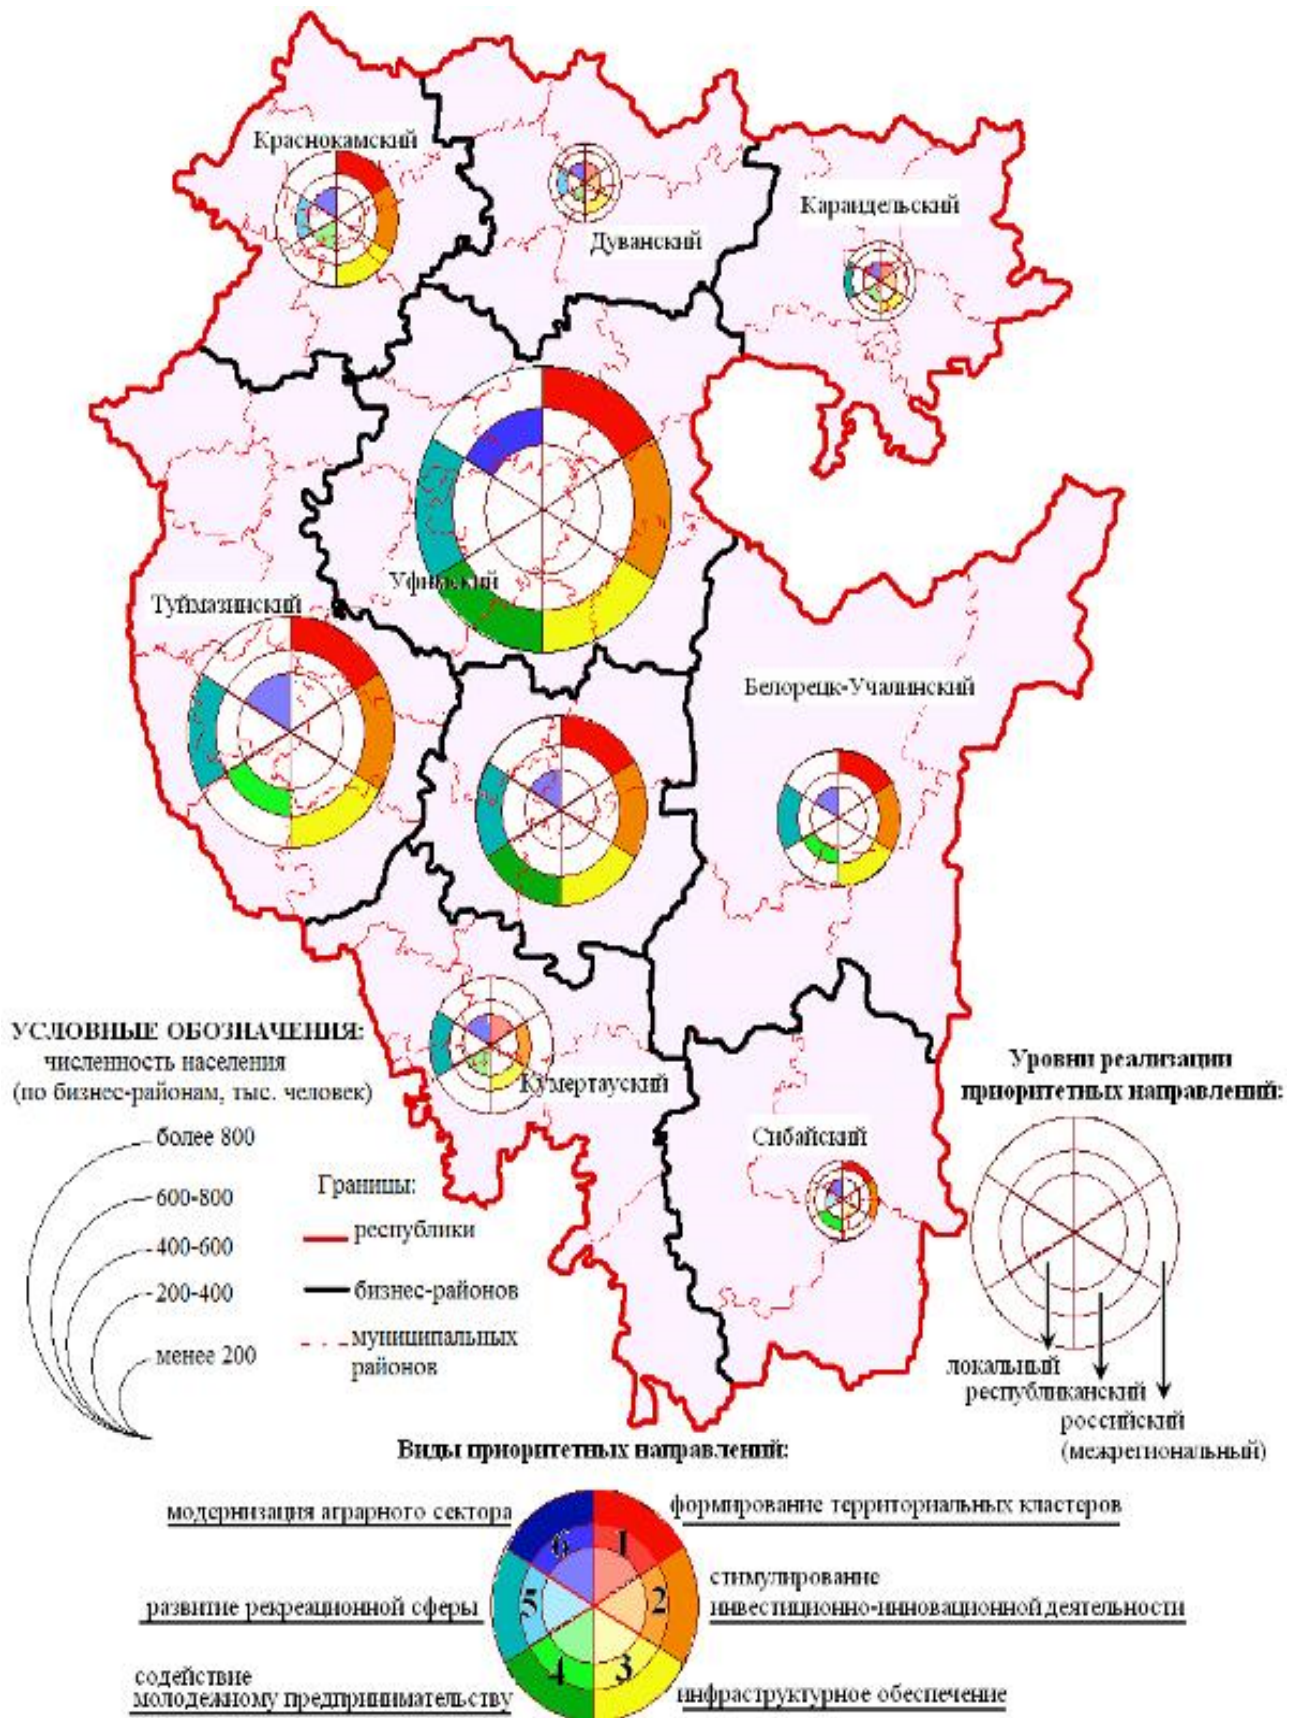 Краснокамский
Дуванский
Караидельский
Уфимский
Туймазинский
Белорецк-Учалинский
Кумертауский
Сибайский
УСЛОВНЫЕ ОБОЗНАЧЕНИЯ:
численность населения
(по бизнес-районам, тыс. человек)
более 800
600-800
400-600
200-400
менее 200
Границы:
республики
бизнес-районов
муниципальных
районов
Уровни реализации
приоритетных направлений:
локальный
республиканский
российский
(межрегиональный)
Виды приоритетных направлений:
модернизация аграрного сектора
формирование территориальных кластеров
6
1
стимулирование
инвестиционно-инновационной деятельности
развитие рекреационной сферы
5
2
содействие
молодежному предпринимательству
4
3
инфраструктурное обеспечение